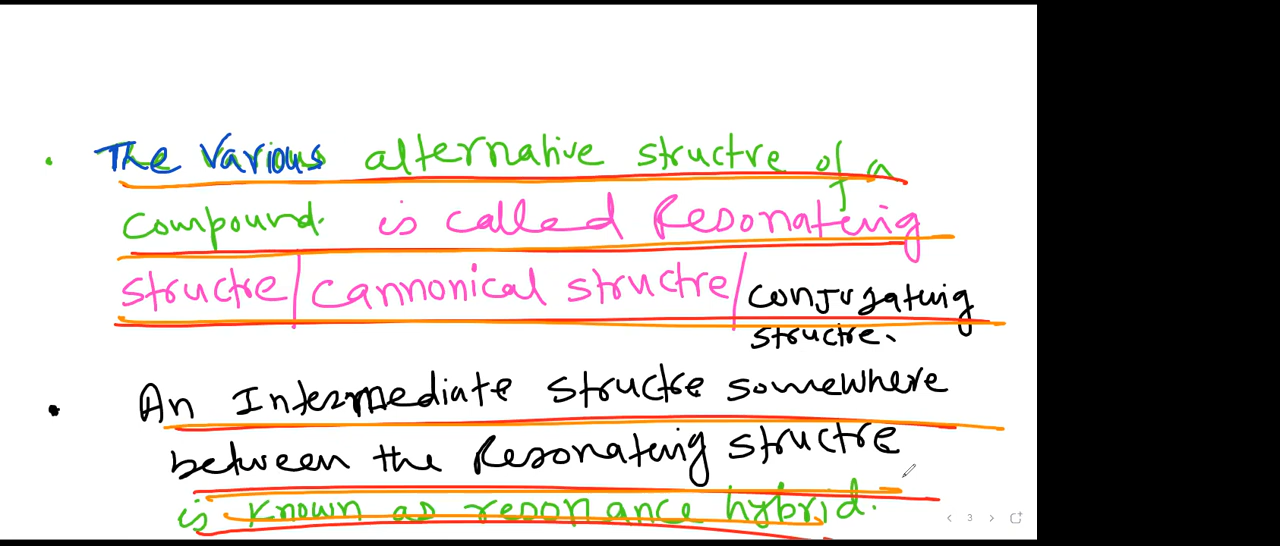 The various alternative structre of a
compound. is called Resonating
structre/cannonical structre/conjugating
structre.
An Intermediate structre somewhere
between the Resonating structre
is known as resonance hybrid.
3